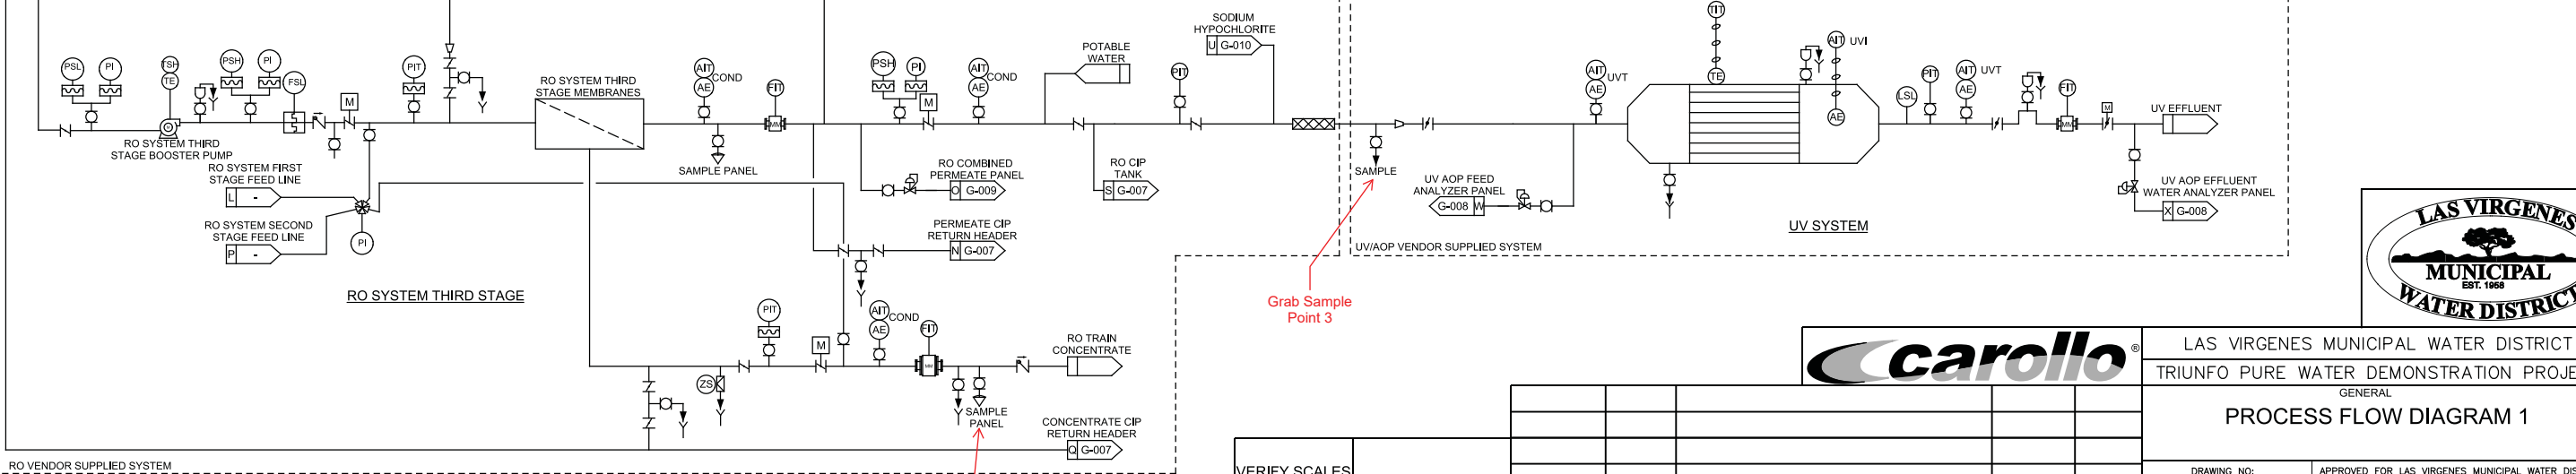 SODIUM
HYPOCHLORITE
U G-010
POTABLE
WATER
TIT
AIT UVI
PSL
PI
TSH
TE
PSH
PI
FSL
M
PIT
RO SYSTEM THIRD
STAGE MEMBRANES
AIT
AE
COND
FIT
MM
PSH
PI
M
AIT
AE
COND
PIT
AIT
AE
UVT
TE
AE
LSL
PIT
AIT
AE
UVT
FIT
MM
M
UV EFFLUENT
RO SYSTEM THIRD
STAGE BOOSTER PUMP
SAMPLE PANEL
RO SYSTEM FIRST
STAGE FEED LINE
L -
RO SYSTEM SECOND
STAGE FEED LINE
P -
PI
RO COMBINED
PERMEATE PANEL
O G-009
RO CIP
TANK
S G-007
SAMPLE
UV AOP FEED
ANALYZER PANEL
G-008 W
UV AOP EFFLUENT
WATER ANALYZER PANEL
X G-008
UV SYSTEM
PERMEATE CIP
RETURN HEADER
N G-007
UV/AOP VENDOR SUPPLIED SYSTEM
RO SYSTEM THIRD STAGE
Grab Sample
Point 3
PIT
M
AIT
AE
COND
FIT
MM
ZS
RO TRAIN
CONCENTRATE
SAMPLE
PANEL
CONCENTRATE CIP
RETURN HEADER
Q G-007
RO VENDOR SUPPLIED SYSTEM
LAS VIRGENES
MUNICIPAL
EST. 1958
WATER DISTRICT
carollo®
LAS VIRGENES MUNICIPAL WATER DISTRICT
TRIUNFO PURE WATER DEMONSTRATION PROJE
GENERAL
PROCESS FLOW DIAGRAM 1
VERIFY SCALES
DRAWING NO:
APPROVED FOR LAS VIRGENES MUNICIPAL WATER DIS